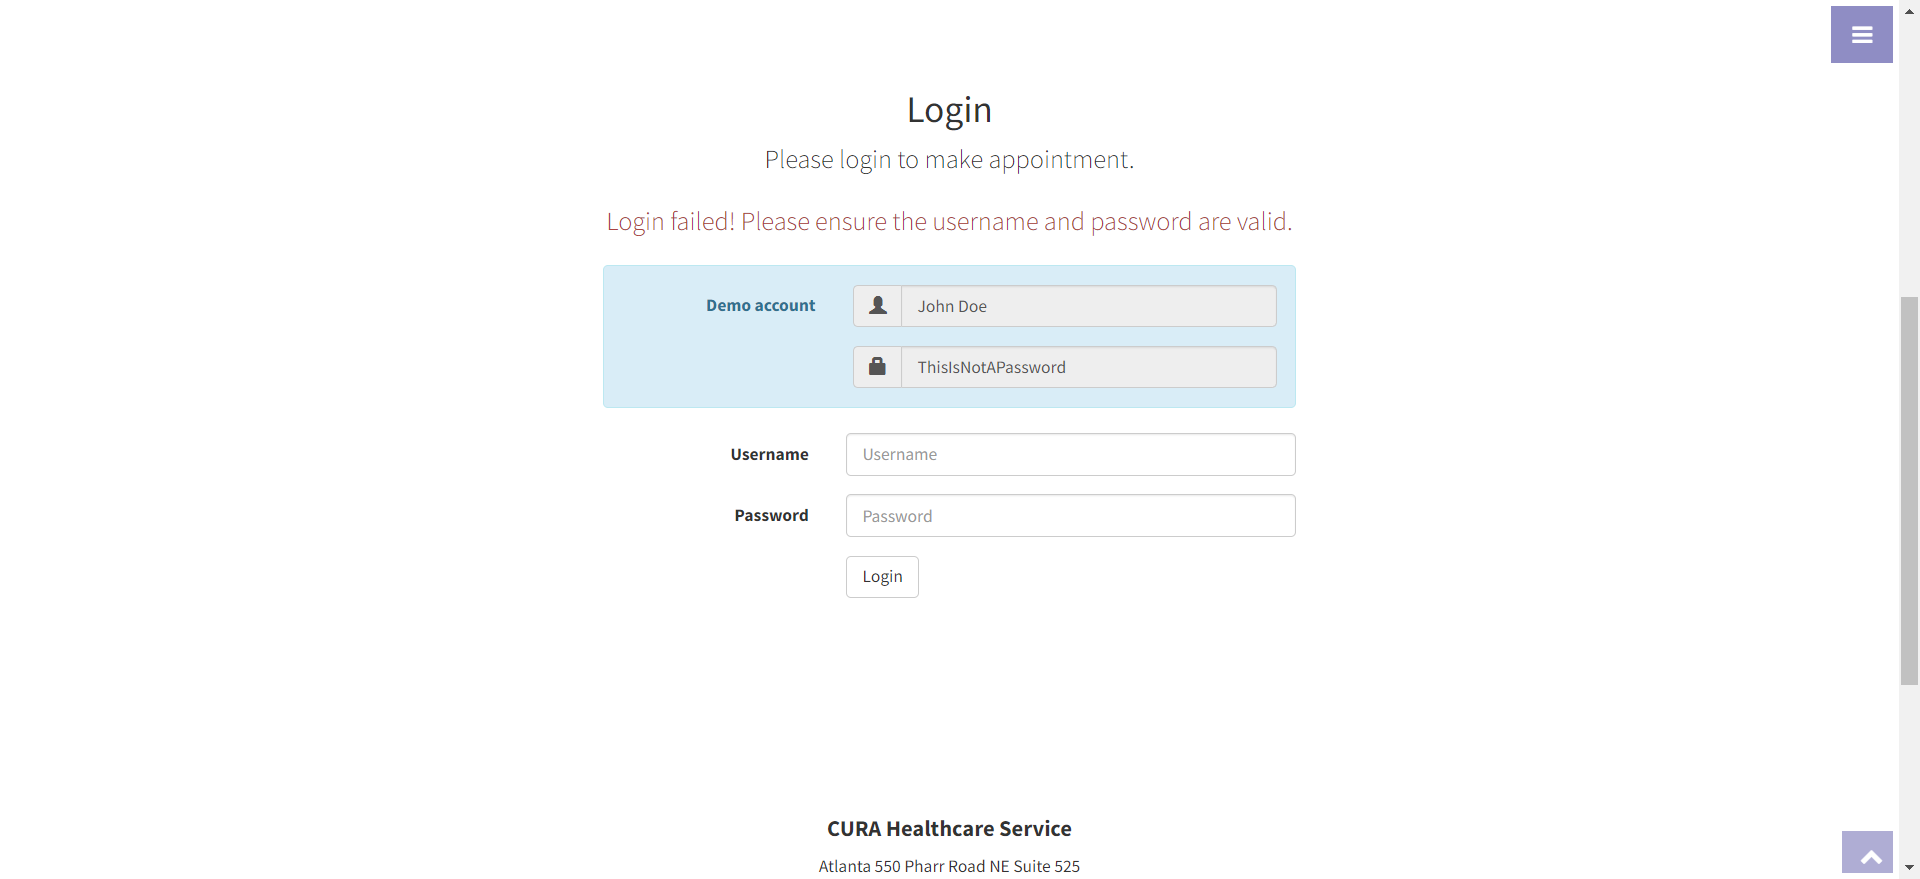 Login
Please login to make appointment.
Login failed! Please ensure the username and password are valid.
Demo account
John Doe
ThisIsNotAPassword
Username
Username
Password
Password
Login
CURA Healthcare Service
Atlanta 550 Pharr Road NE Suite 525